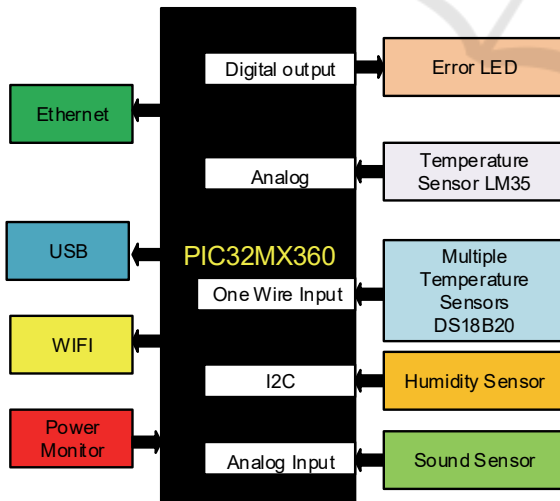 Digital output
Error LED
Ethernet
Analog
Temperature
Sensor LM35
USB
PIC32MX360
One Wire Input
Multiple
Temperature
Sensors
DS18B20
WIFI
I2C
Humidity Sensor
Power
Monitor
Analog Input
Sound Sensor